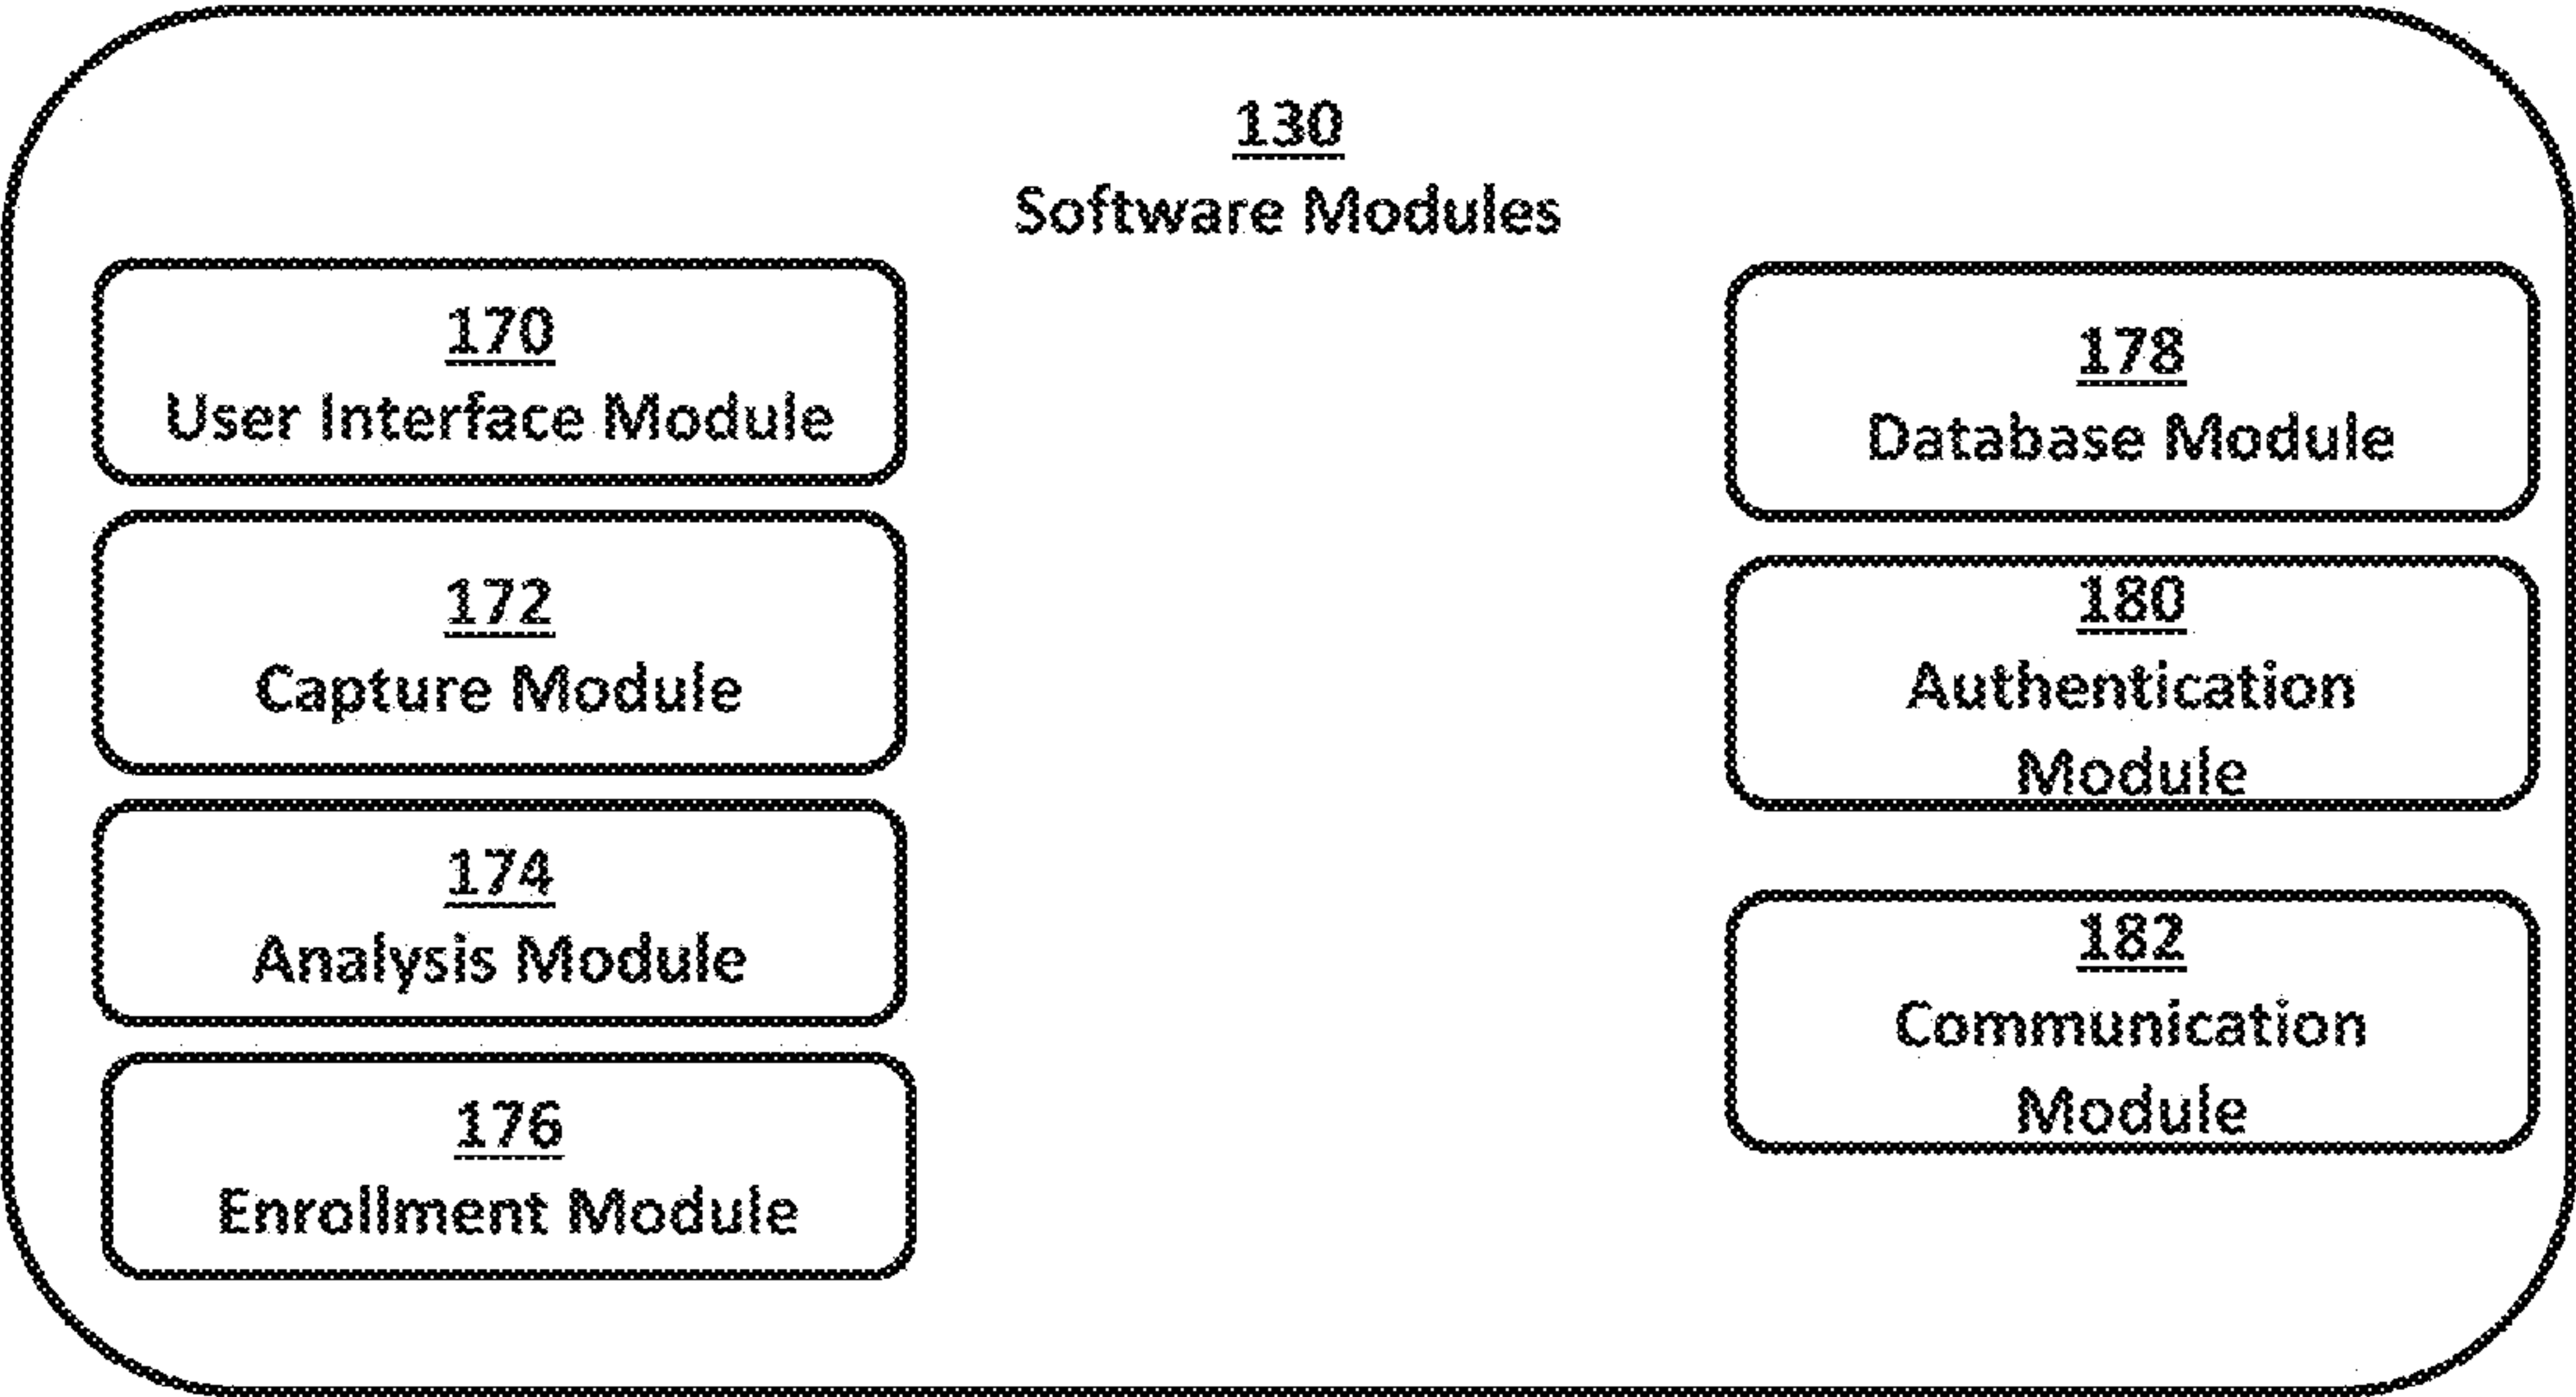 130
Software Modules
170
User Interface Module
172
Capture Module
174
Analysis Module
176
Enrollment Module
178
Database Module
180
Authentication
Module
182
Communication
Module